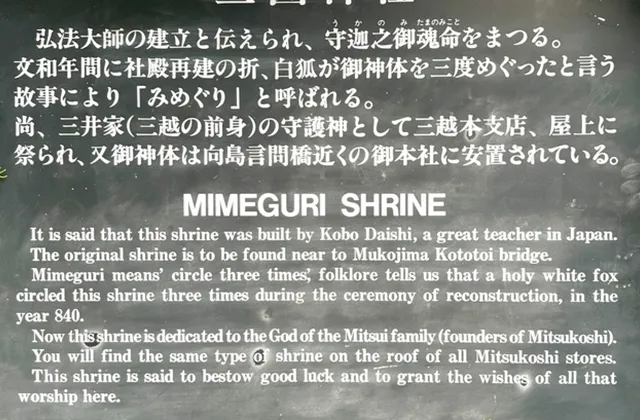 弘法大師の建立と伝えられ、守迦之御魂命をまつる。
文和年間に社殿再建の折、白狐が御神体を三度めぐったと言う
故事により「みめぐり」と呼ばれる。
尚、三井家(三越の前身)の守護神として三越本支店、屋上に
祭られ、又御神体は向島言問橋近くの御本社に安置されている。
MIMEGURI SHRINE
It is said that this shrine was built by Kobo Daishi, a great teacher in Japan.
The original shrine is to be found near to Mukojima Kototoi bridge.
Mimeguri means' circle three times', folklore tells us that a holy white fox
circled this shrine three times during the ceremony of reconstruction, in the
year 840.
Now this shrine is dedicated to the God of the Mitsui family (founders of Mitsukoshi).
You will find the same type of shrine on the roof of all Mitsukoshi stores.
This shrine is said to bestow good luck and to grant the wishes of all that
worship here.